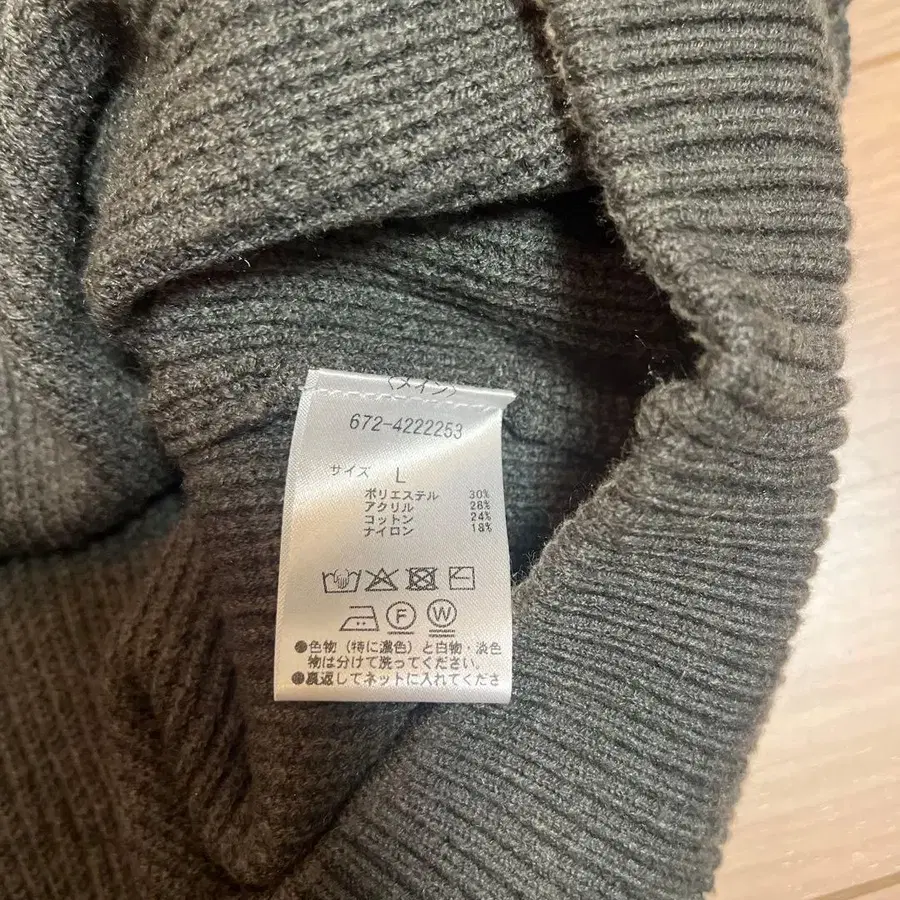 〈メイン〉
672-4222253
サイズ L
ポリエステル 30%
アクリル 28%
コットン 24%
ナイロン 18%
F W
●色物（特に濃色）と白物・淡色
物は分けて洗ってください。
●裏返してネットに入れてくださ